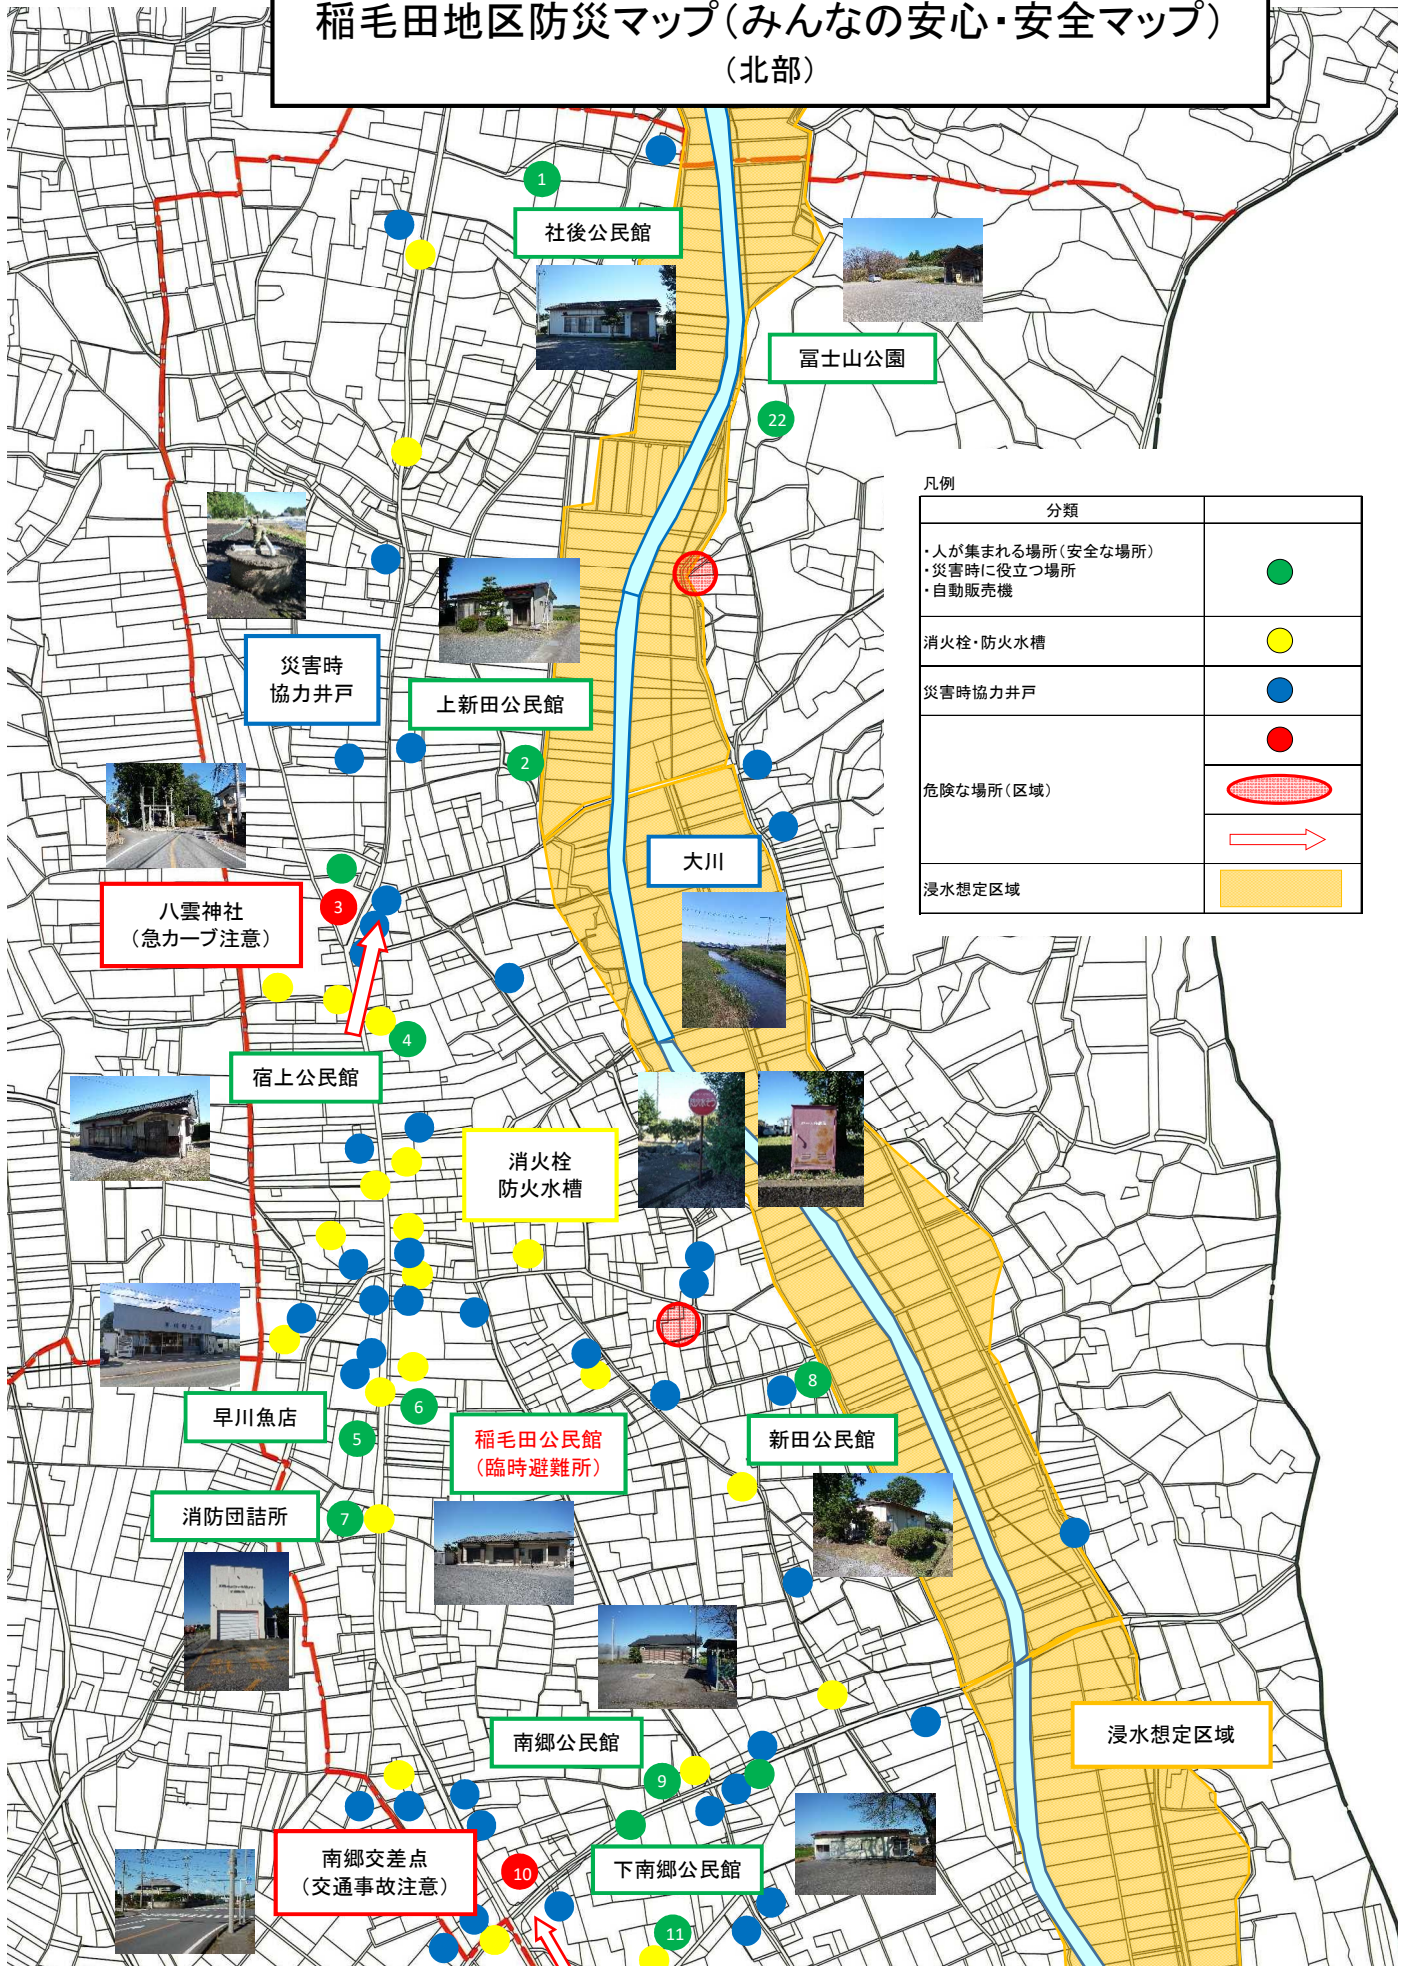 稲毛田地区防災マップ(みんなの安心・安全マップ)
(北部)
1
社後公民館
冨士山公園
22
凡例
分類
・人が集まれる場所(安全な場所)
・災害時に役立つ場所
・自動販売機
消火栓・防火水槽
災害時協力井戸
危険な場所(区域)
浸水想定区域
災害時
協力井戸
上新田公民館
2
大川
八雲神社
(急カーブ注意)
3
4
宿上公民館
消火栓
防火水槽
早川魚店
5
6
稲毛田公民館
(臨時避難所)
8
新田公民館
消防団詰所
7
南郷公民館
9
浸水想定区域
南郷交差点
(交通事故注意)
10
下南郷公民館
11